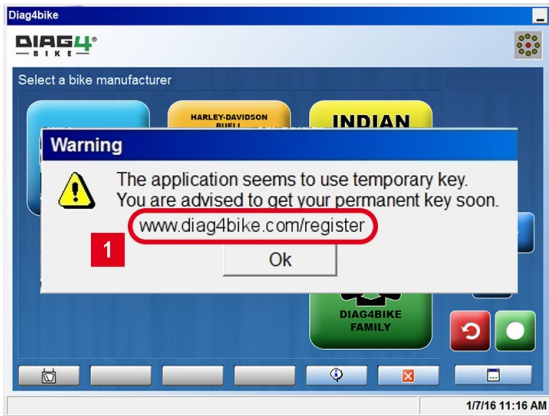 Diag4bike
DIAG4®
BIKE
Select a bike manufacturer
HARLEY-DAVIDSON
BUELL
INDIAN
Warning
The application seems to use temporary key.
You are advised to get your permanent key soon.
www.diag4bike.com/register
1
Ok
DIAG4BIKE
FAMILY
1/7/16 11:16 AM